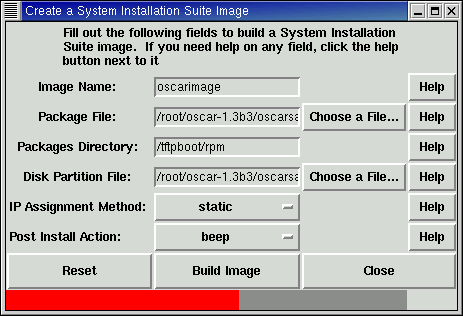 Create a System Installation Suite Image
Fill out the following fields to build a System Installation
Suite image. If you need help on any field, click the help
button next to it
Image Name: oscarimage Help
Package File: /root/oscar-1.3b3/oscarsa Choose a File... Help
Packages Directory: /tftpboot/rpm Help
Disk Partition File: /root/oscar-1.3b3/oscarsa Choose a File... Help
IP Assignment Method: static Help
Post Install Action: beep Help
Reset Build Image Close